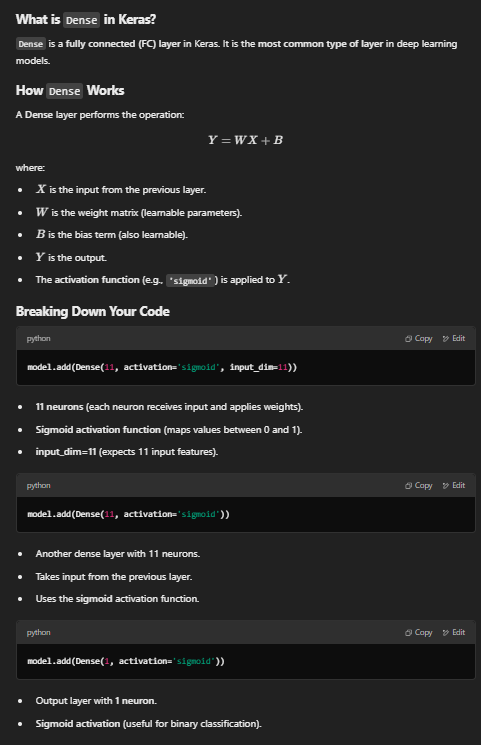 What is Dense in Keras?
Dense is a fully connected (FC) layer in Keras. It is the most common type of layer in deep learning
models.
How Dense Works
A Dense layer performs the operation:
Y = WX + B
where:
• X is the input from the previous layer.
• W is the weight matrix (learnable parameters).
• B is the bias term (also learnable).
• Y is the output.
• The activation function (e.g., 'sigmoid') is applied to Y.
Breaking Down Your Code
python Copy Edit
model.add(Dense(11, activation='sigmoid', input_dim=11))
• 11 neurons (each neuron receives input and applies weights).
• Sigmoid activation function (maps values between 0 and 1).
• input_dim=11 (expects 11 input features).
python Copy Edit
model.add(Dense(11, activation='sigmoid'))
• Another dense layer with 11 neurons.
• Takes input from the previous layer.
• Uses the sigmoid activation function.
python Copy Edit
model.add(Dense(1, activation='sigmoid'))
• Output layer with 1 neuron.
• Sigmoid activation (useful for binary classification).